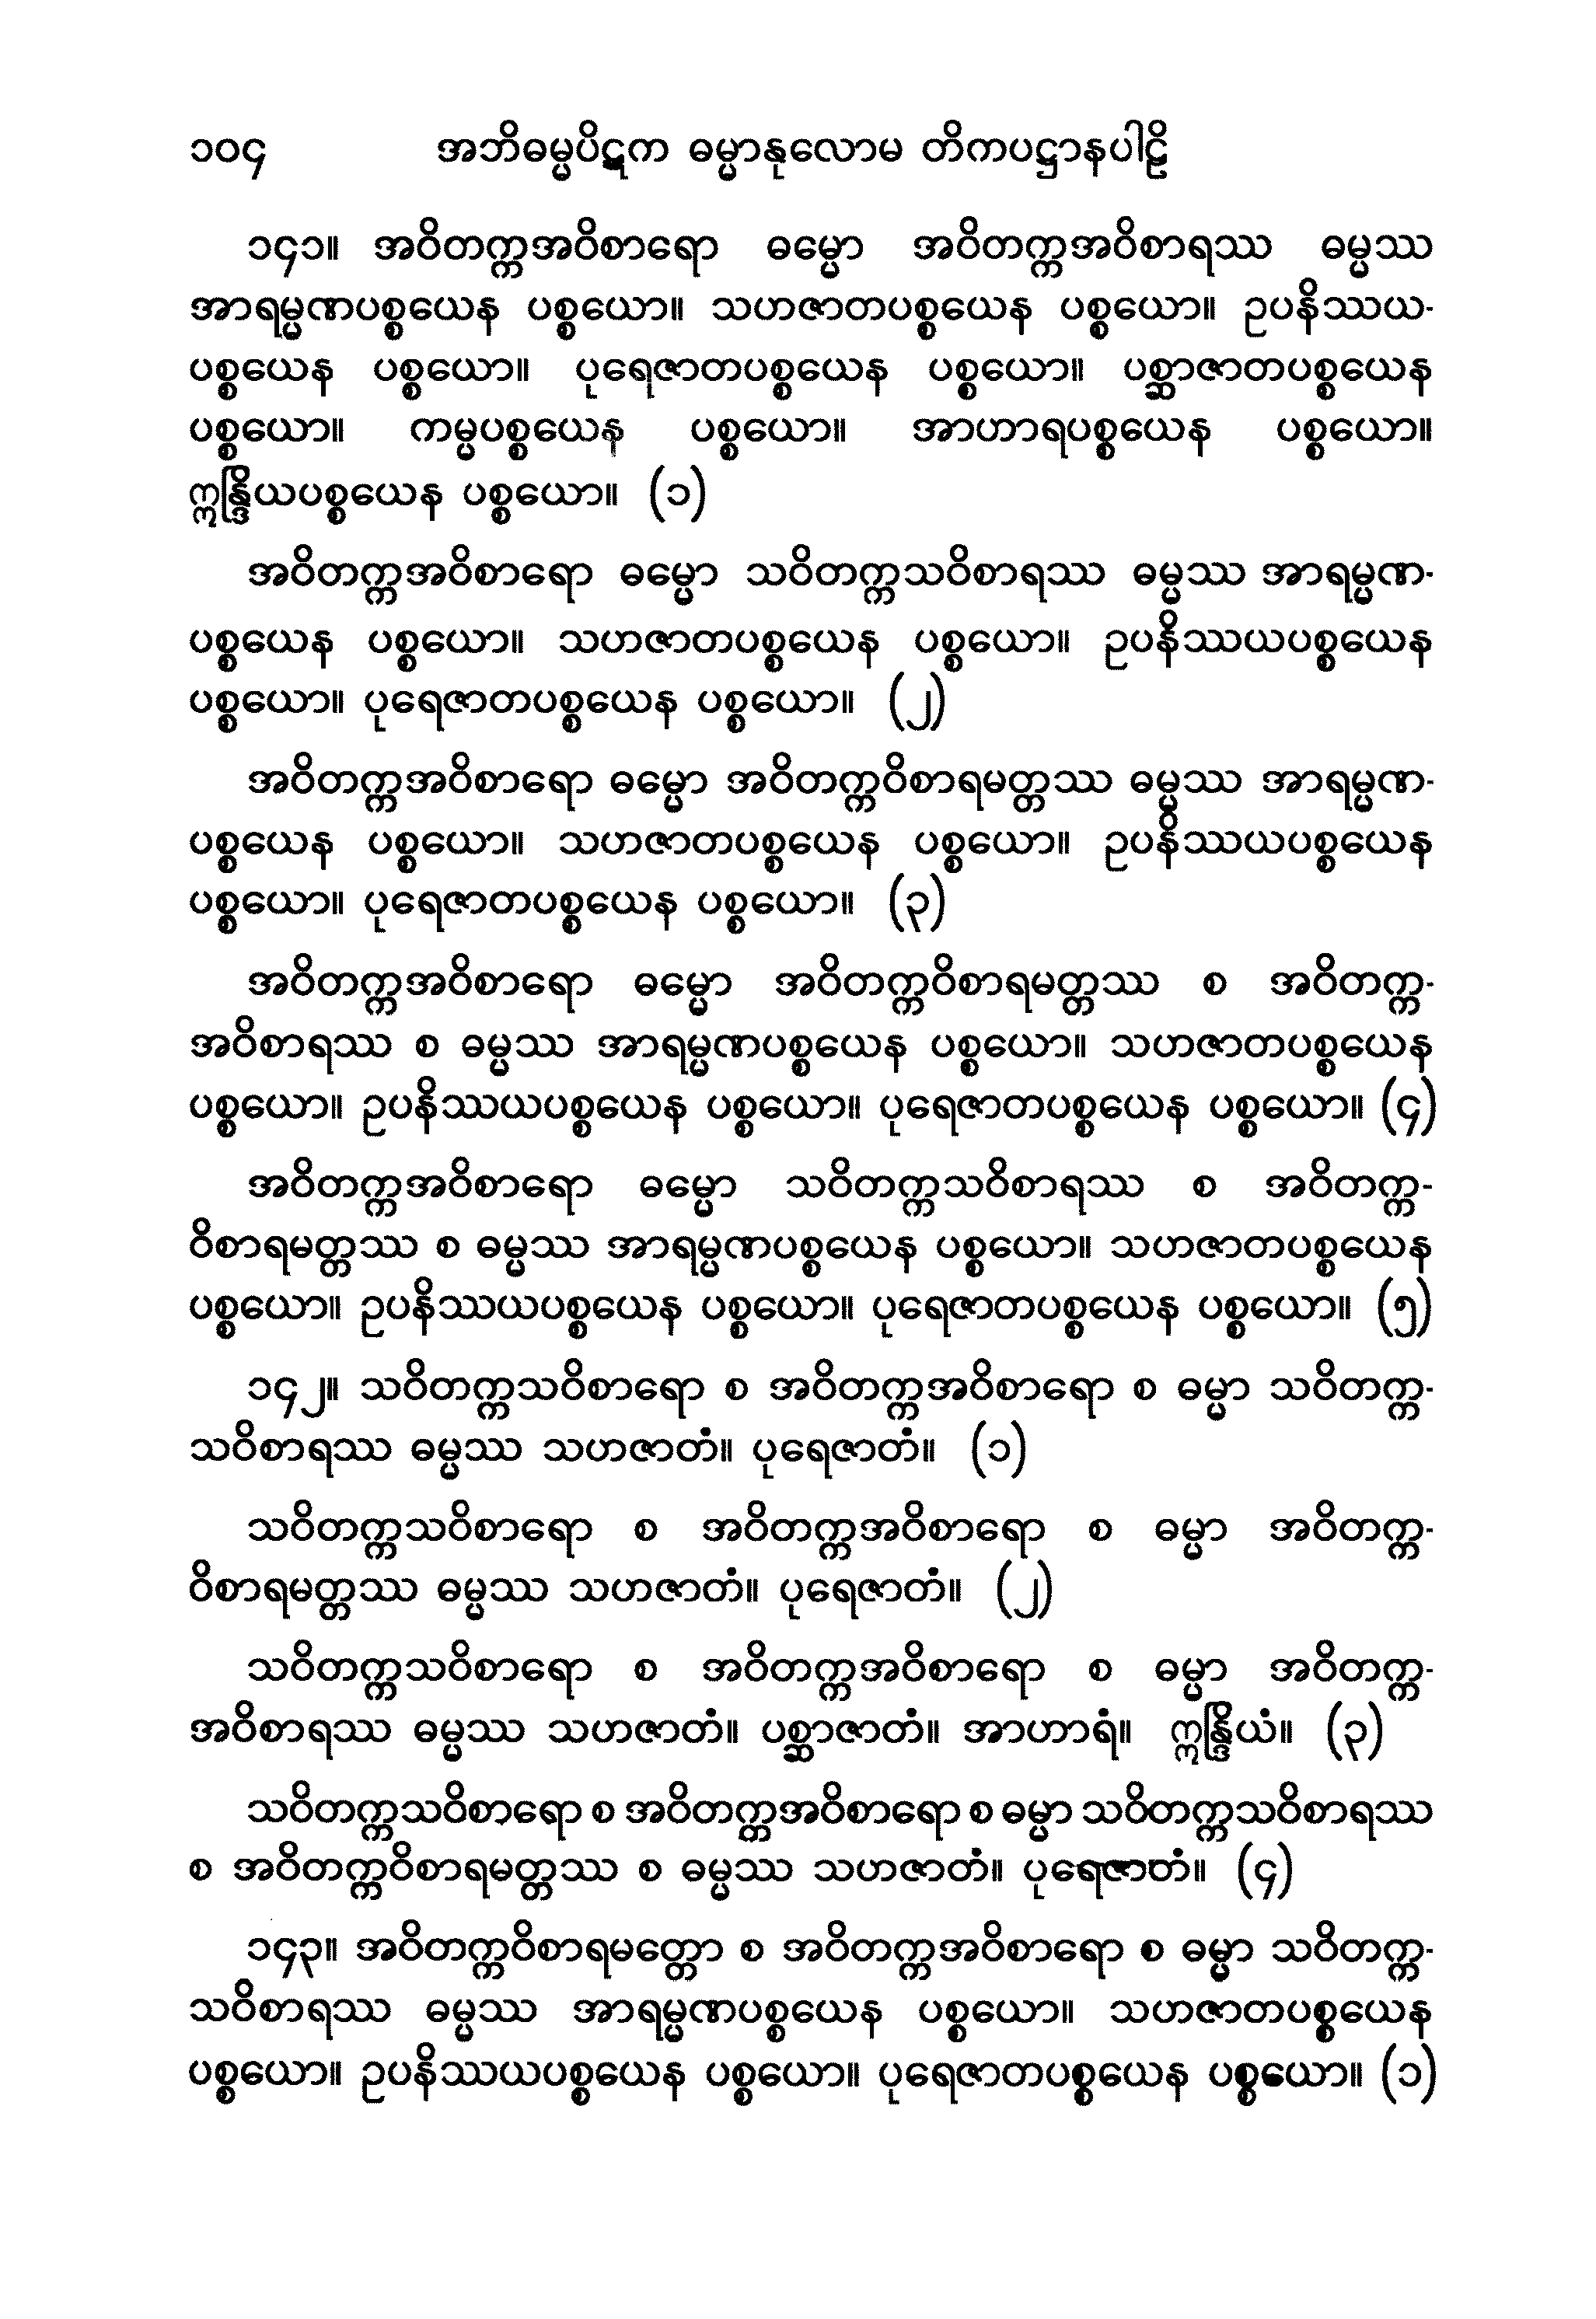 ၁၀၄ အဘိဓမ္မပိဋက ဓမ္မာနုလောမ တိကပဋ္ဌာနပါဠိ
၁၄၁။ အဝိတက္ကအဝိစာရော ဓမ္မော အဝိတက္ကအဝိစာရဿ ဓမ္မဿ
အာရမ္မဏပစ္စယေန ပစ္စယော။ သဟဇာတပစ္စယေန ပစ္စယော။ ဥပနိဿယ-
ပစ္စယေန ပစ္စယော။ ပုရေဇာတပစ္စယေန ပစ္စယော။ ပစ္ဆာဇာတပစ္စယေန
ပစ္စယော။ ကမ္မပစ္စယေန ပစ္စယော။ အာဟာရပစ္စယေန ပစ္စယော။
ဣန္ဒြိယပစ္စယေန ပစ္စယော။ (၁)
အဝိတက္ကအဝိစာရော ဓမ္မော သဝိတက္ကသဝိစာရဿ ဓမ္မဿ အာရမ္မဏ-
ပစ္စယေန ပစ္စယော။ သဟဇာတပစ္စယေန ပစ္စယော။ ဥပနိဿယပစ္စယေန
ပစ္စယော။ ပုရေဇာတပစ္စယေန ပစ္စယော။ (၂)
အဝိတက္ကအဝိစာရော ဓမ္မော အဝိတက္ကဝိစာရမတ္တဿ ဓမ္မဿ အာရမ္မဏ-
ပစ္စယေန ပစ္စယော။ သဟဇာတပစ္စယေန ပစ္စယော။ ဥပနိဿယပစ္စယေန
ပစ္စယော။ ပုရေဇာတပစ္စယေန ပစ္စယော။ (၃)
အဝိတက္ကအဝိစာရော ဓမ္မော အဝိတက္ကဝိစာရမတ္တဿ စ အဝိတက္က-
အဝိစာရဿ စ ဓမ္မဿ အာရမ္မဏပစ္စယေန ပစ္စယော။ သဟဇာတပစ္စယေန
ပစ္စယော။ ဥပနိဿယပစ္စယေန ပစ္စယော။ ပုရေဇာတပစ္စယေန ပစ္စယော။ (၄)
အဝိတက္ကအဝိစာရော ဓမ္မော သဝိတက္ကသဝိစာရဿ စ အဝိတက္က-
ဝိစာရမတ္တဿ စ ဓမ္မဿ အာရမ္မဏပစ္စယေန ပစ္စယော။ သဟဇာတပစ္စယေန
ပစ္စယော။ ဥပနိဿယပစ္စယေန ပစ္စယော။ ပုရေဇာတပစ္စယေန ပစ္စယော။ (၅)
၁၄၂။ သဝိတက္ကသဝိစာရော စ အဝိတက္ကအဝိစာရော စ ဓမ္မာ သဝိတက္က-
သဝိစာရဿ ဓမ္မဿ သဟဇာတံ။ ပုရေဇာတံ။ (၁)
သဝိတက္ကသဝိစာရော စ အဝိတက္ကအဝိစာရော စ ဓမ္မာ အဝိတက္က-
ဝိစာရမတ္တဿ ဓမ္မဿ သဟဇာတံ။ ပုရေဇာတံ။ (၂)
သဝိတက္ကသဝိစာရော စ အဝိတက္ကအဝိစာရော စ ဓမ္မာ အဝိတက္က-
အဝိစာရဿ ဓမ္မဿ သဟဇာတံ။ ပစ္ဆာဇာတံ။ အာဟာရံ။ ဣန္ဒြိယံ။ (၃)
သဝိတက္ကသဝိစာရော စ အဝိတက္ကအဝိစာရော စ ဓမ္မာ သဝိတက္ကသဝိစာရဿ
စ အဝိတက္ကဝိစာရမတ္တဿ စ ဓမ္မဿ သဟဇာတံ။ ပုရေဇာတံ။ (၄)
၁၄၃။ အဝိတက္ကဝိစာရမတ္တော စ အဝိတက္ကအဝိစာရော စ ဓမ္မာ သဝိတက္က-
သဝိစာရဿ ဓမ္မဿ အာရမ္မဏပစ္စယေန ပစ္စယော။ သဟဇာတပစ္စယေန
ပစ္စယော။ ဥပနိဿယပစ္စယေန ပစ္စယော။ ပုရေဇာတပစ္စယေန ပစ္စယော။ (၁)